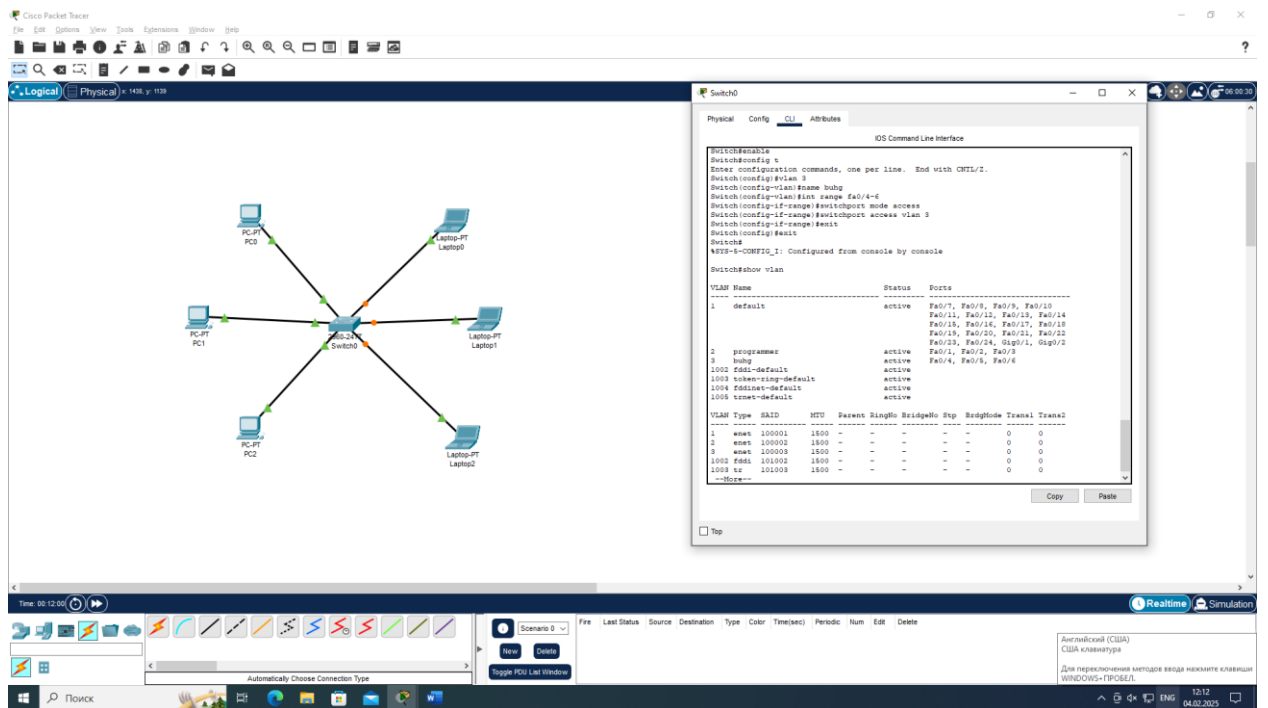 Cisco Packet Tracer
File Edit Options View Tools Extensions Window Help
?
Logical Physical x: 1438, y: 1139
06:00:30
Switch0
Physical Config CLI Attributes
IOS Command Line Interface
Switch#enable
Switch#config t
Enter configuration commands, one per line. End with CNTL/Z.
Switch(config)#vlan 3
Switch(config-vlan)#name buhg
Switch(config-vlan)#int range fa0/4-6
Switch(config-if-range)#switchport mode access
Switch(config-if-range)#switchport access vlan 3
Switch(config-if-range)#exit
Switch(config)#exit
Switch#
%SYS-5-CONFIG_I: Configured from console by console
Switch#show vlan
VLAN Name Status Ports
---- -------------------------------- --------- -------------------------------
1 default active Fa0/7, Fa0/8, Fa0/9, Fa0/10
Fa0/11, Fa0/12, Fa0/13, Fa0/14
Fa0/15, Fa0/16, Fa0/17, Fa0/18
Fa0/19, Fa0/20, Fa0/21, Fa0/22
Fa0/23, Fa0/24, Gig0/1, Gig0/2
2 programmer active Fa0/1, Fa0/2, Fa0/3
3 buhg active Fa0/4, Fa0/5, Fa0/6
1002 fddi-default active
1003 token-ring-default active
1004 fddinet-default active
1005 trnet-default active
VLAN Type SAID MTU Parent RingNo BridgeNo Stp BrdgMode Trans1 Trans2
---- ----- ---------- ----- ------ ------ -------- ---- -------- ------ ------
1 enet 100001 1500 - - - - - 0 0
2 enet 100002 1500 - - - - - 0 0
3 enet 100003 1500 - - - - - 0 0
1002 fddi 101002 1500 - - - - - 0 0
1003 tr 101003 1500 - - - - - 0 0
--More--
Copy Paste
Top
PC-PT
PC0
Laptop-PT
Laptop0
PC-PT
PC1
2960-24TT
Switch0
Laptop-PT
Laptop1
PC-PT
PC2
Laptop-PT
Laptop2
Time: 00:12:00
Realtime Simulation
Scenario 0
New Delete
Toggle PDU List Window
Fire Last Status Source Destination Type Color Time(sec) Periodic Num Edit Delete
Automatically Choose Connection Type
Английский (США)
США клавиатура
Для переключения методов ввода нажмите клавиши
WINDOWS+ПРОБЕЛ.
Поиск
ENG
12:12
04.02.2025